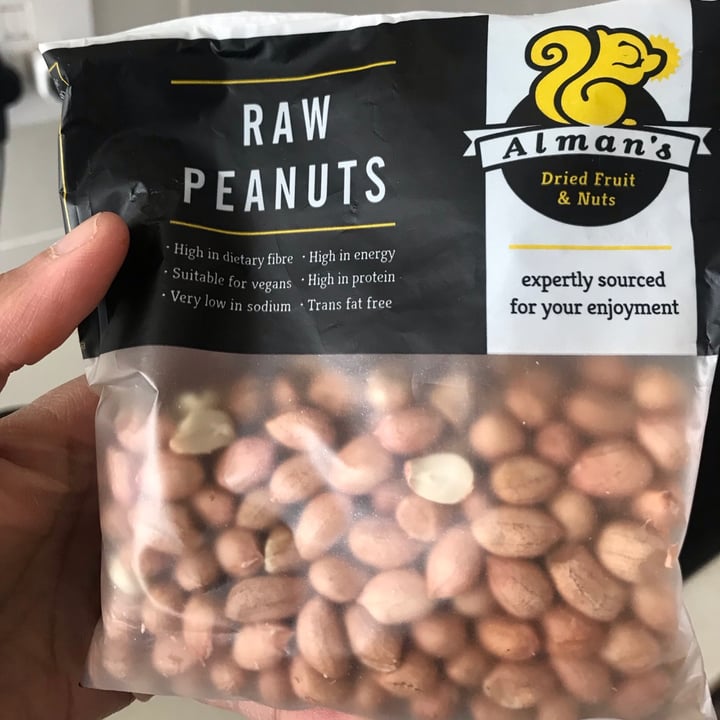 RAW
PEANUTS
· High in dietary fibre · High in energy
· Suitable for vegans · High in protein
· Very low in sodium · Trans fat free
Alman's
Dried Fruit
& Nuts
expertly sourced
for your enjoyment